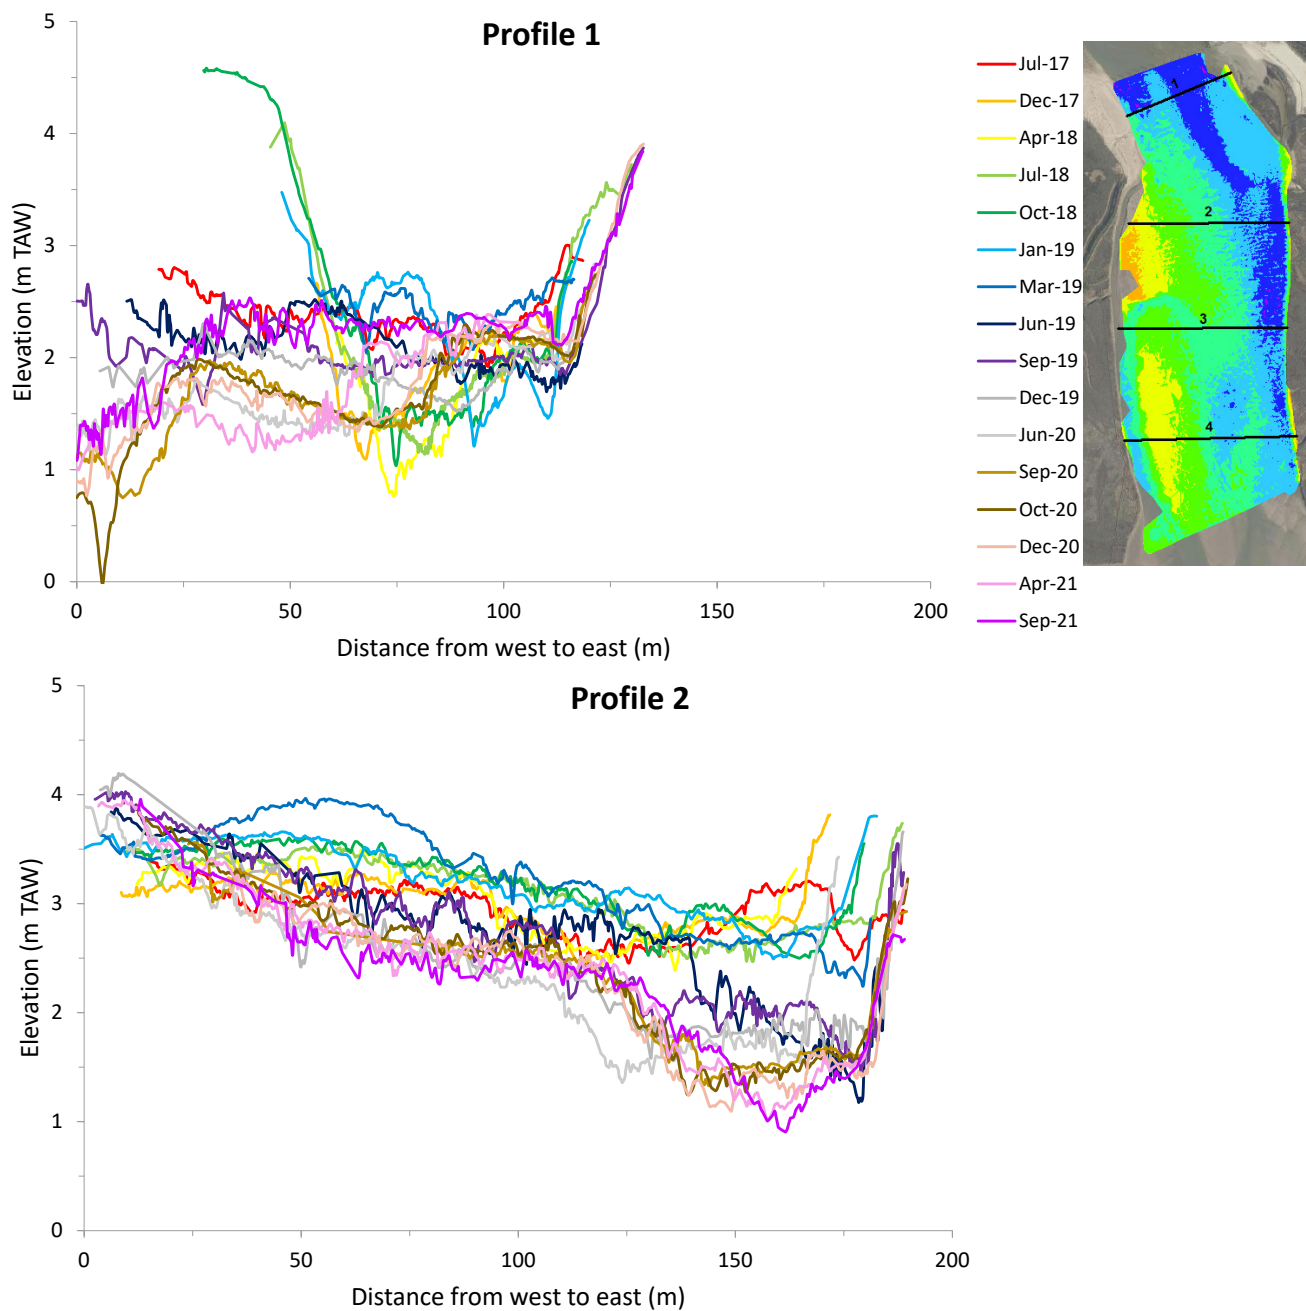 Profile 1
5
4
3
2
1
0
Elevation (m TAW)
0
50
100
150
200
Distance from west to east (m)
Jul-17
Dec-17
Apr-18
Jul-18
Oct-18
Jan-19
Mar-19
Jun-19
Sep-19
Dec-19
Jun-20
Sep-20
Oct-20
Dec-20
Apr-21
Sep-21
1
2
3
4
Profile 2
5
4
3
2
1
0
Elevation (m TAW)
0
50
100
150
200
Distance from west to east (m)